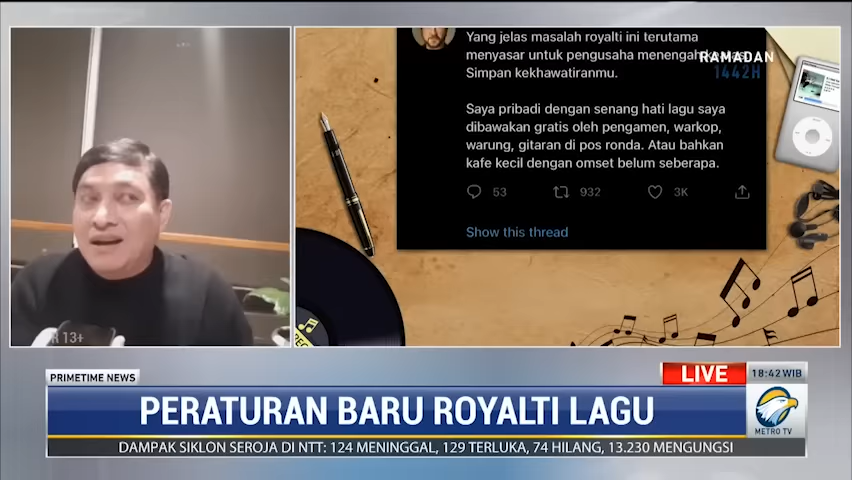 Yang jelas masalah royalti ini terutama
menyasar untuk pengusaha menengah
Simpan kekhawatiranmu.
RAMADAN
1442H
Saya pribadi dengan senang hati lagu saya
dibawakan gratis oleh pengamen, warkop,
warung, gitaran di pos ronda. Atau bahkan
kafe kecil dengan omset belum seberapa.
53 932 3K
Show this thread
R 13+
PRIMETIME NEWS
LIVE
18:42 WIB
PERATURAN BARU ROYALTI LAGU
METRO TV
DAMPAK SIKLON SEROJA DI NTT: 124 MENINGGAL, 129 TERLUKA, 74 HILANG, 13.230 MENGUNGSI